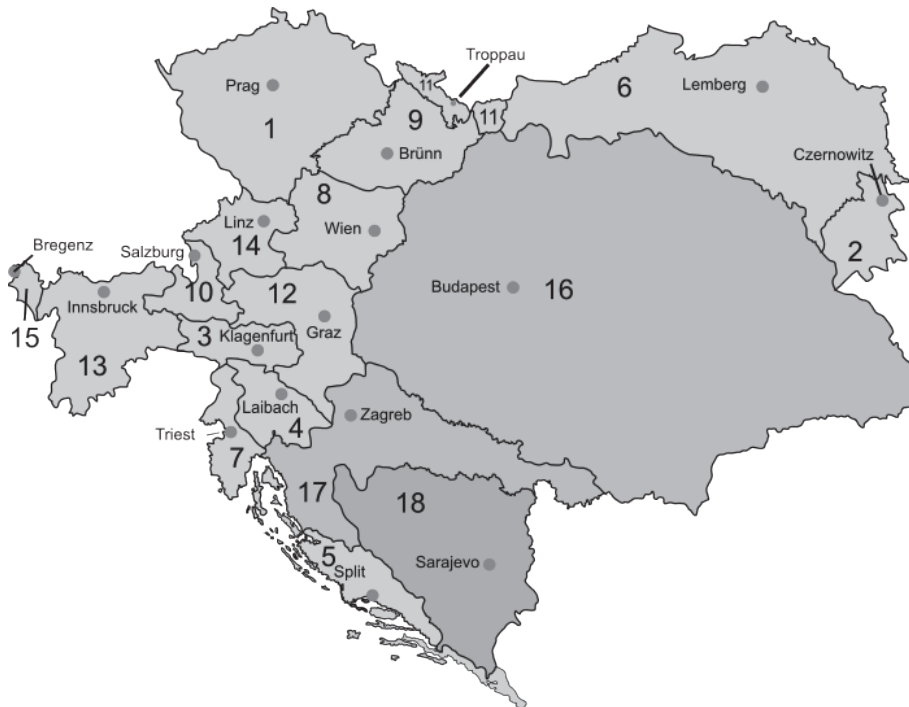 Troppau
11
6
Lemberg
Prag
9
11
1
Brünn
Czernowitz
8
Linz
Wien
14
2
Bregenz
Salzburg
10
12
Budapest
16
Innsbruck
15
3
Klagenfurt
Graz
13
Laibach
4
Zagreb
Triest
7
17
18
5
Split
Sarajevo